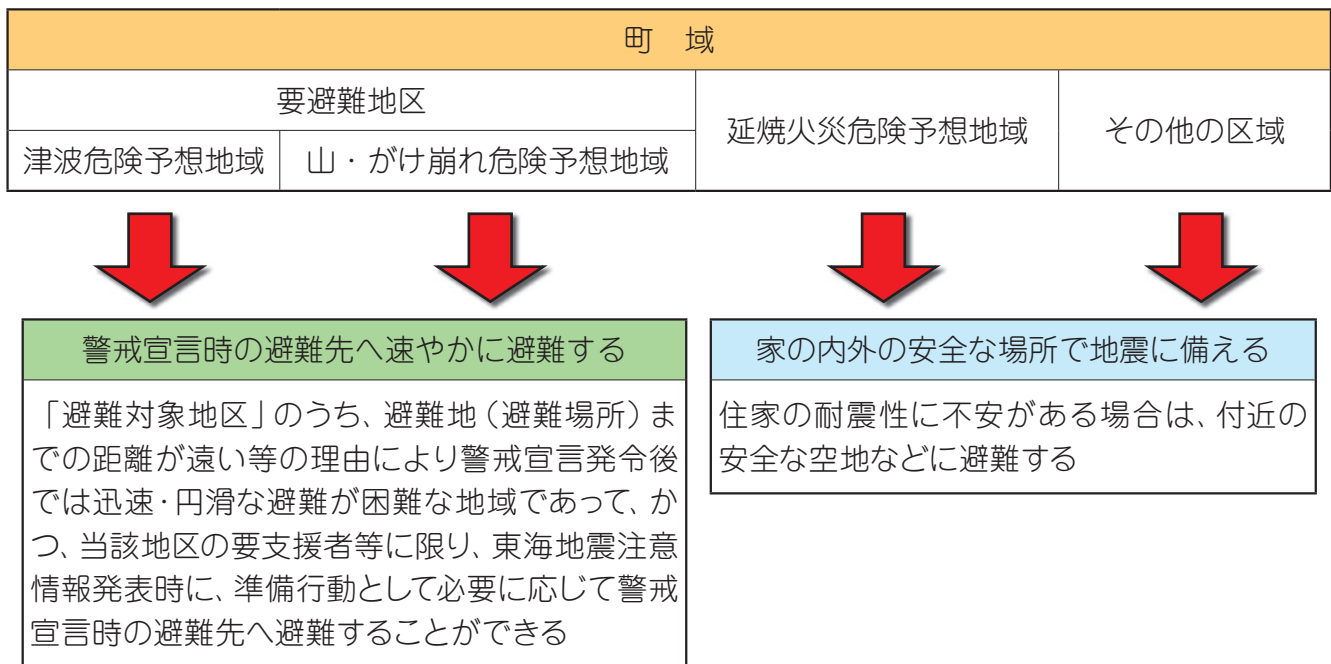 町　域
要避難地区
延焼火災危険予想地域
その他の区域
津波危険予想地域
山・がけ崩れ危険予想地域
警戒宣言時の避難先へ速やかに避難する
「避難対象地区」のうち、避難地（避難場所）ま
での距離が遠い等の理由により警戒宣言発令後
では迅速・円滑な避難が困難な地域であって、か
つ、当該地区の要支援者等に限り、東海地震注意
情報発表時に、準備行動として必要に応じて警戒
宣言時の避難先へ避難することができる
家の内外の安全な場所で地震に備える
住家の耐震性に不安がある場合は、付近の
安全な空地などに避難する